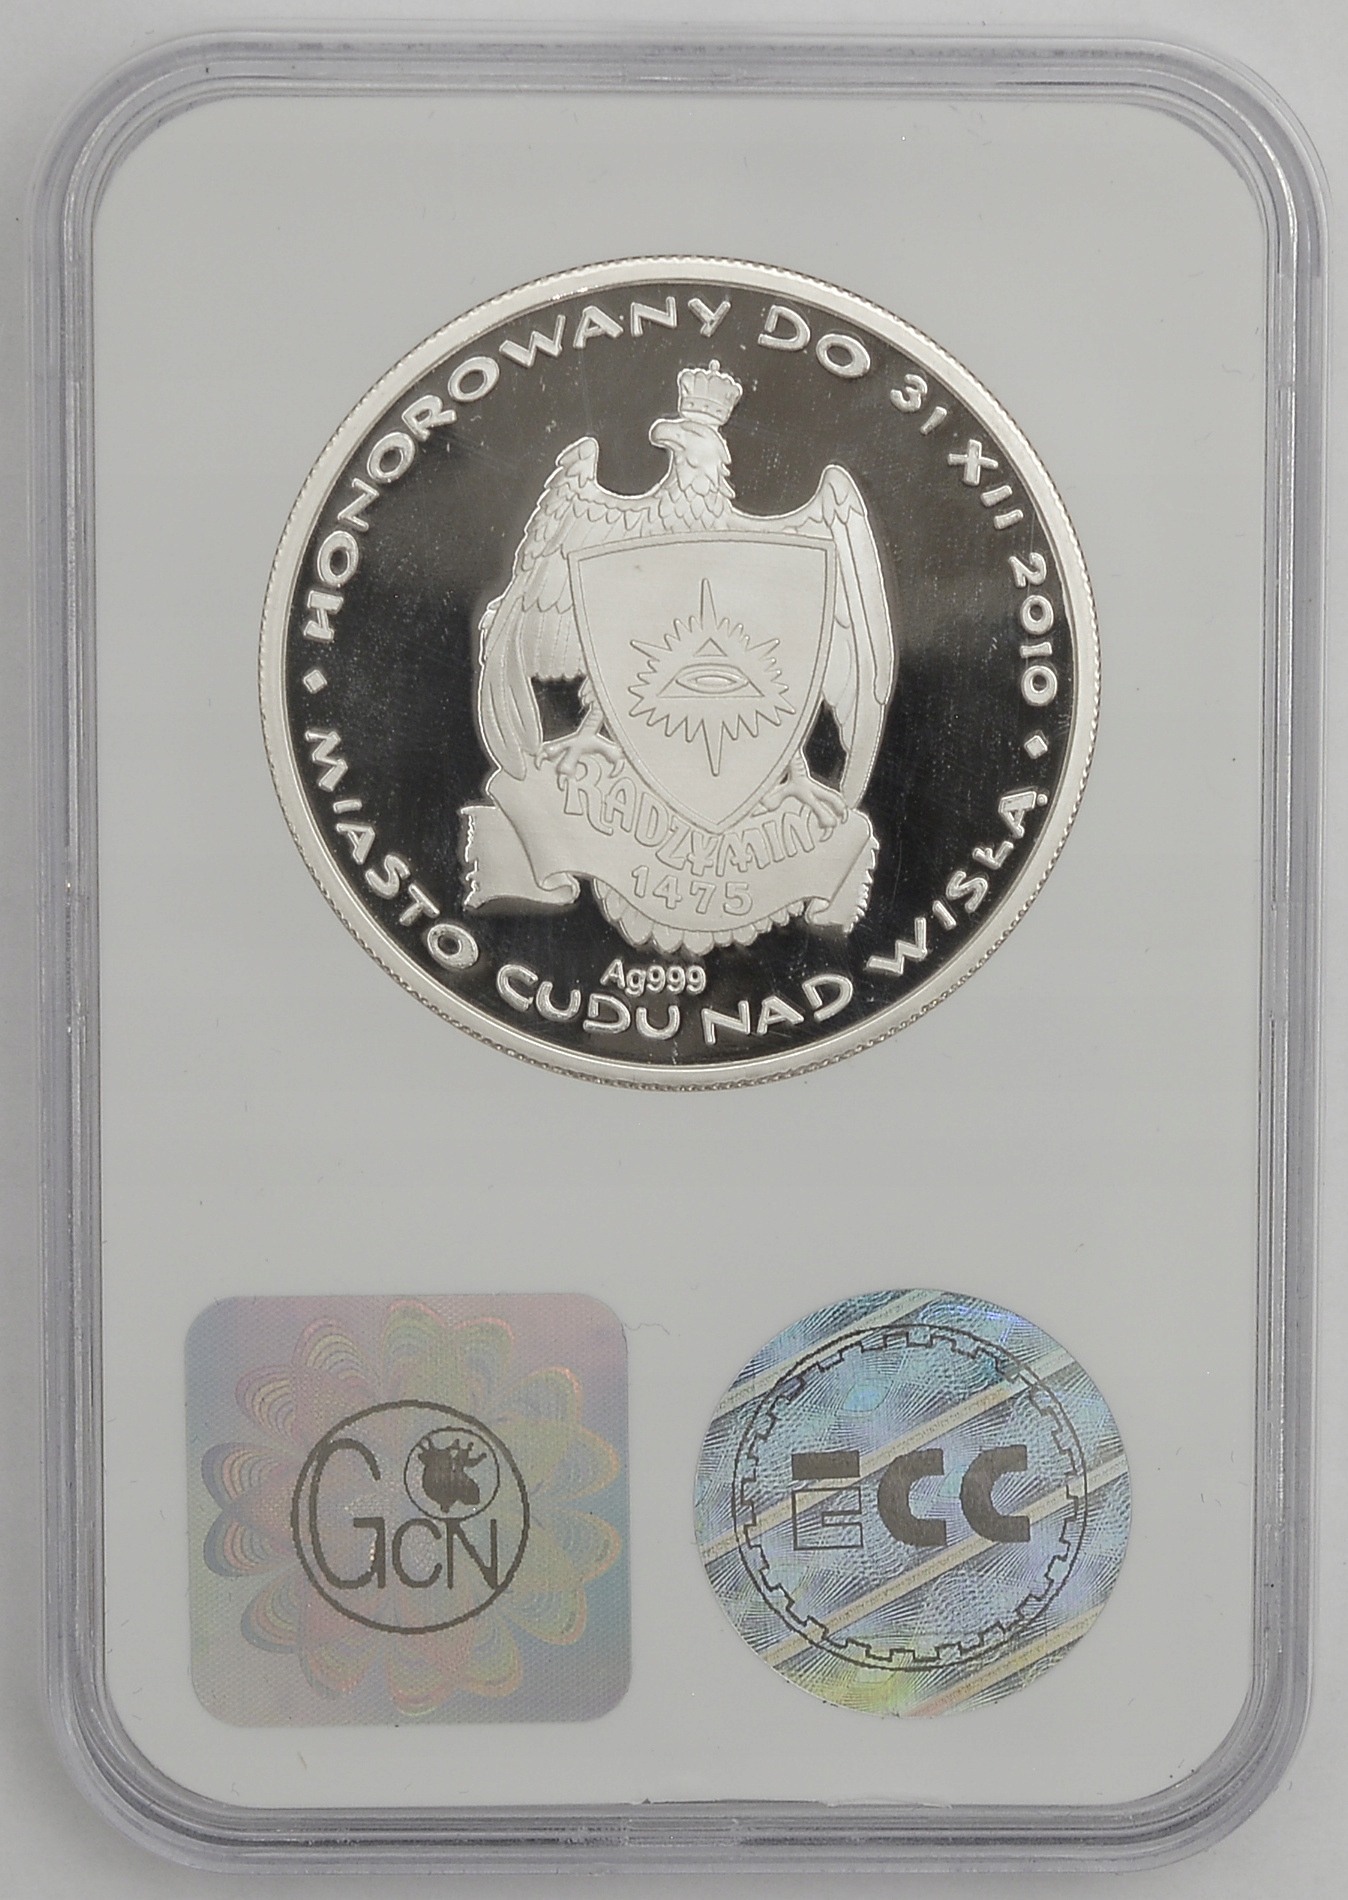 HONOROWANY DO 31 XII 2010
RADZYMIN
1475
Ag999
MIASTO CUDU NAD WISŁĄ
GCN
ECC